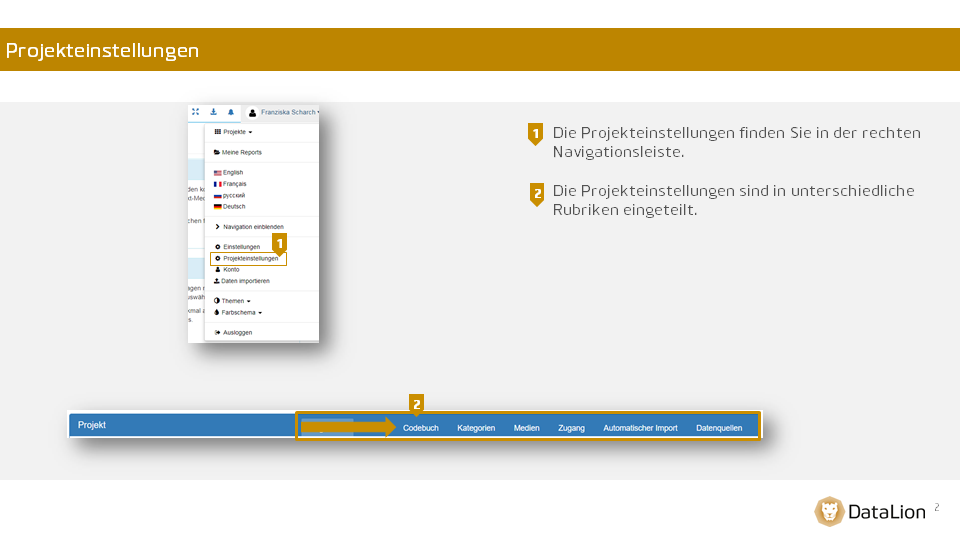 Projekteinstellungen
Franziska Scharch
Projekte
Meine Reports
English
Français
русский
Deutsch
Navigation einblenden
Einstellungen
1
Projekteinstellungen
Konto
Daten importieren
Themen
Farbschema
Ausloggen
1 Die Projekteinstellungen finden Sie in der rechten
Navigationsleiste.
2 Die Projekteinstellungen sind in unterschiedliche
Rubriken eingeteilt.
2
Projekt
Codebuch Kategorien Medien Zugang Automatischer Import Datenquellen
DataLion 2